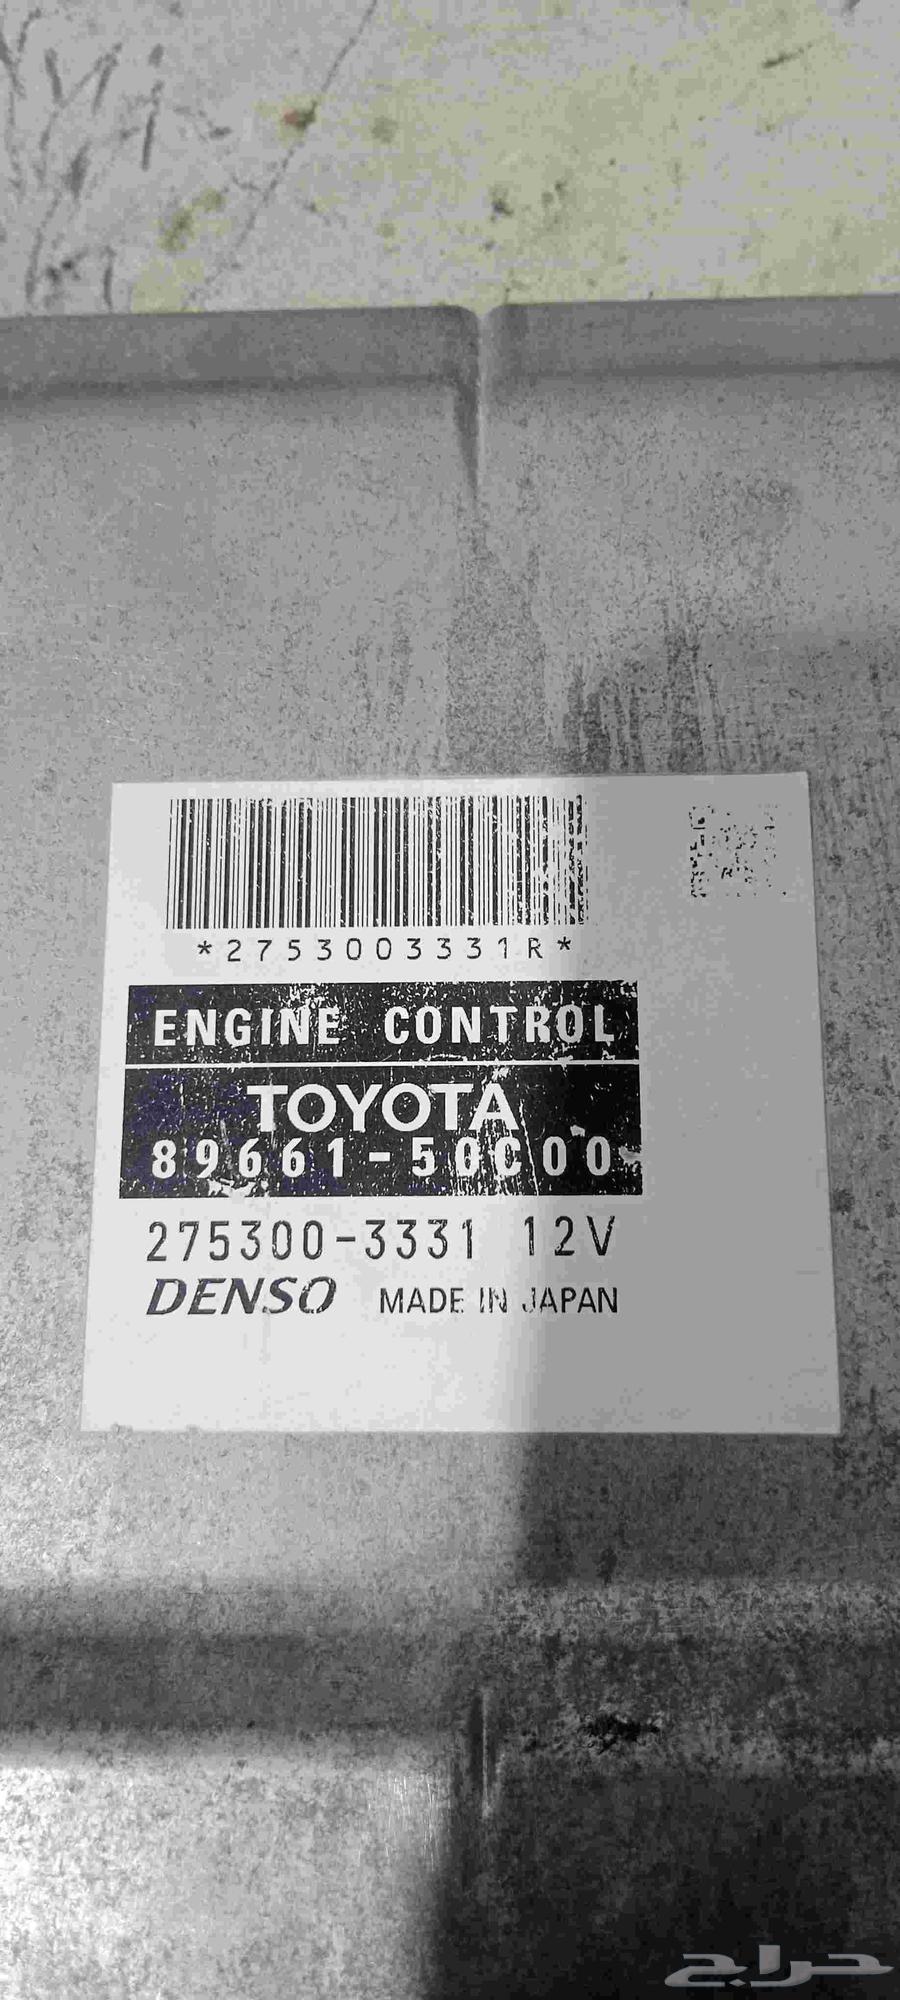 *2753003331R*
ENGINE CONTROL
TOYOTA
89661-50C00
275300-3331 12V
DENSO MADE IN JAPAN
حراج